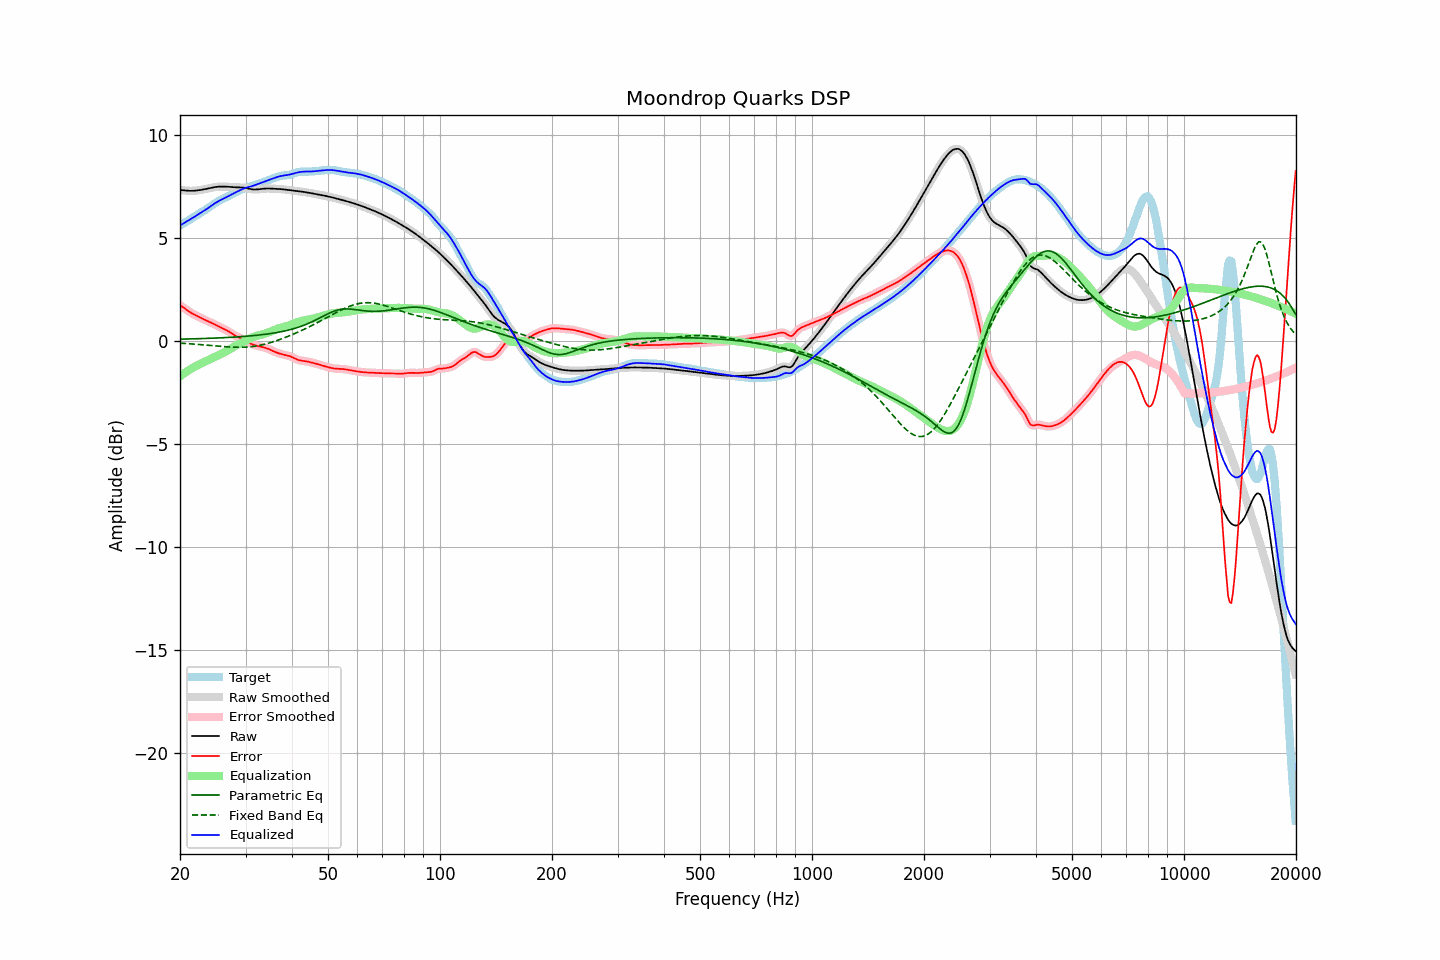 Moondrop Quarks DSP
Amplitude (dBr)
10
5
0
−5
−10
−15
−20
Target
Raw Smoothed
Error Smoothed
Raw
Error
Equalization
Parametric Eq
Fixed Band Eq
Equalized
20 50 100 200 500 1000 2000 5000 10000 20000
Frequency (Hz)